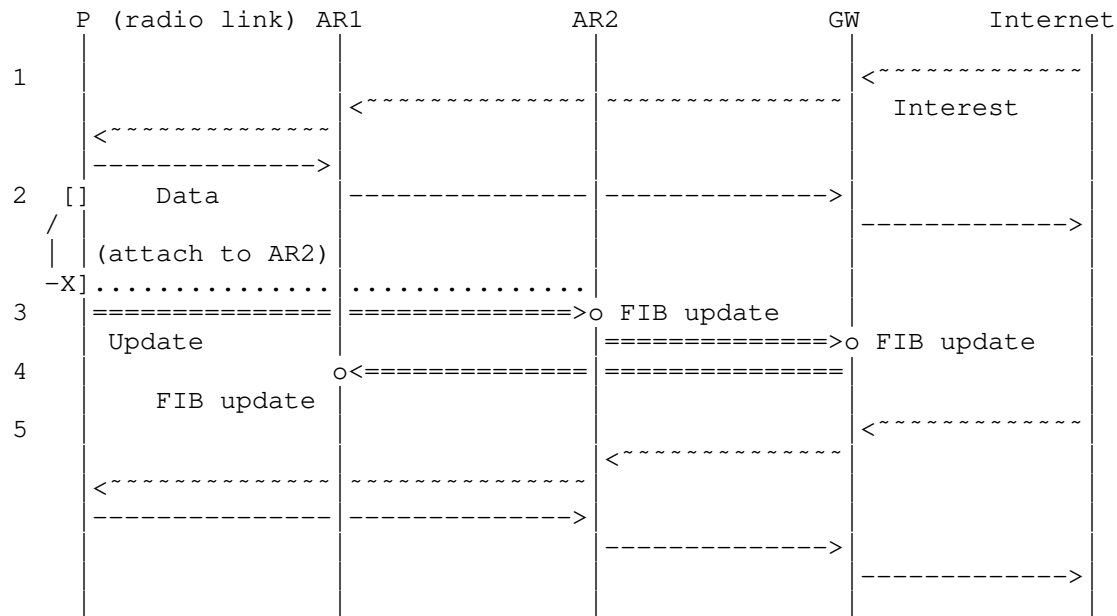 P (radio link) AR1 AR2 GW Internet
1
Interest
2 [] Data
(attach to AR2)
-X]
3 FIB update
Update FIB update
4
FIB update
5